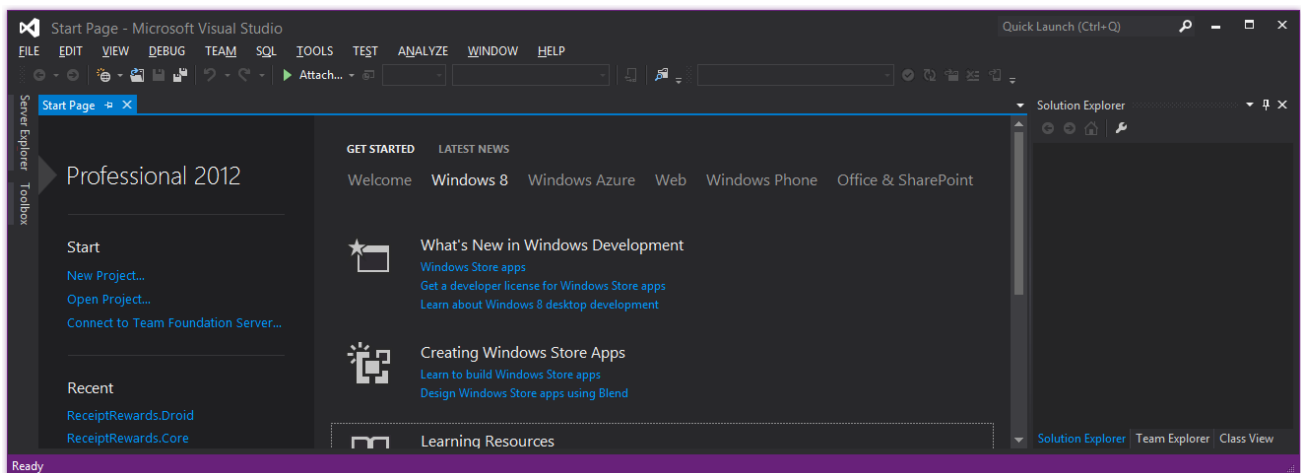 Start Page - Microsoft Visual Studio
Quick Launch (Ctrl+Q)
FILE EDIT VIEW DEBUG TEAM SQL TOOLS TEST ANALYZE WINDOW HELP
Attach...
Server Explorer
Toolbox
Start Page
Professional 2012
Start
New Project...
Open Project...
Connect to Team Foundation Server...
Recent
ReceiptRewards.Droid
ReceiptRewards.Core
GET STARTED LATEST NEWS
Welcome Windows 8 Windows Azure Web Windows Phone Office & SharePoint
What's New in Windows Development
Windows Store apps
Get a developer license for Windows Store apps
Learn about Windows 8 desktop development
Creating Windows Store Apps
Learn to build Windows Store apps
Design Windows Store apps using Blend
Learning Resources
Solution Explorer
Solution Explorer Team Explorer Class View
Ready